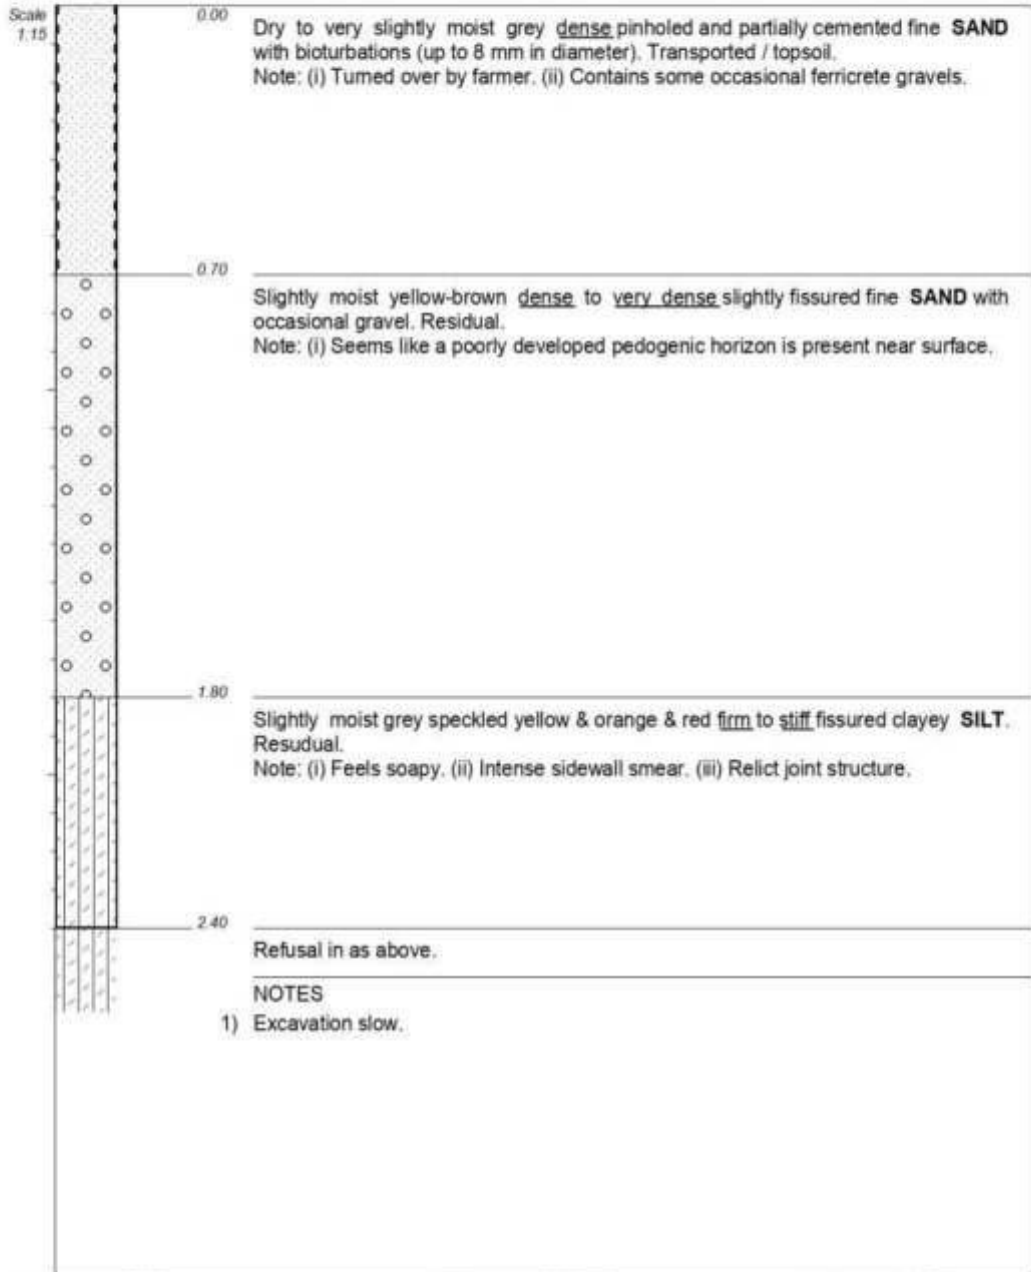 Scale
1:15
0.00
Dry to very slightly moist grey dense pinholed and partially cemented fine SAND
with bioturbations (up to 8 mm in diameter). Transported / topsoil.
Note: (i) Turned over by farmer. (ii) Contains some occasional ferricrete gravels.
0.70
Slightly moist yellow-brown dense to very dense slightly fissured fine SAND with
occasional gravel. Residual.
Note: (i) Seems like a poorly developed pedogenic horizon is present near surface.
1.80
Slightly moist grey speckled yellow & orange & red firm to stiff fissured clayey SILT.
Resudual.
Note: (i) Feels soapy. (ii) Intense sidewall smear. (iii) Relict joint structure.
2.40
Refusal in as above.
NOTES
1) Excavation slow.